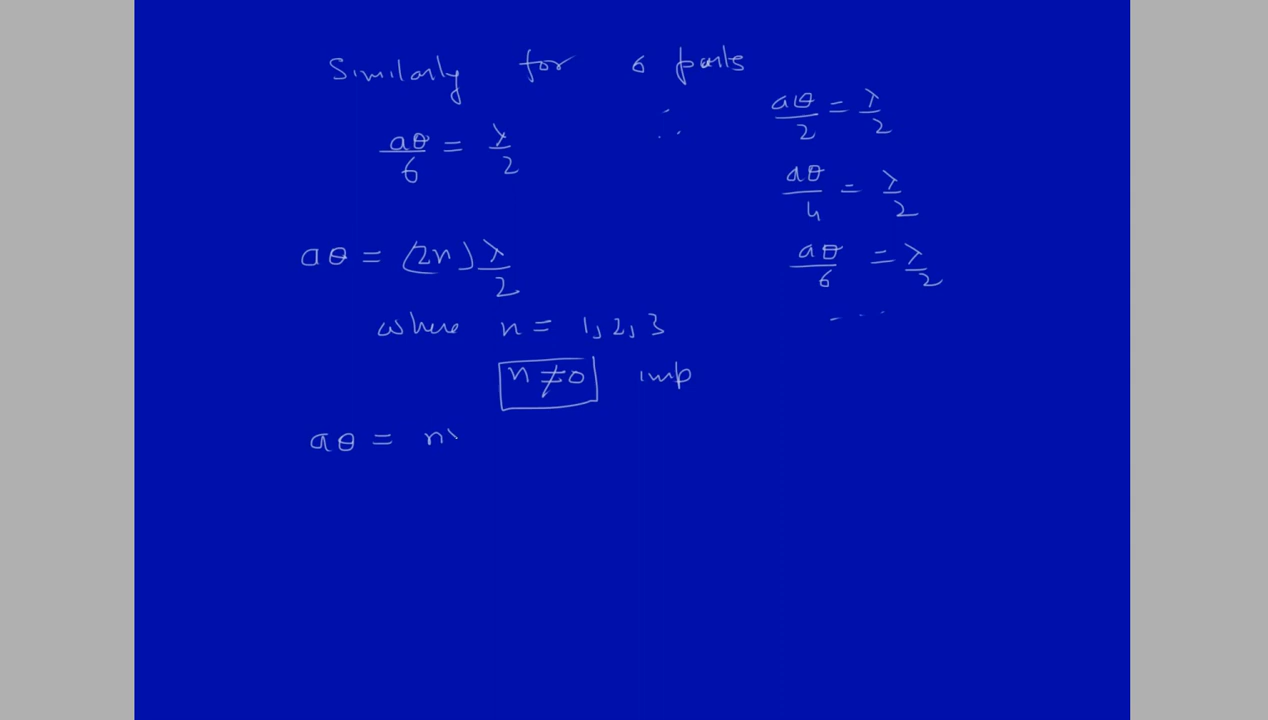 Similarly for 6 parts
aθ/6 = λ/2
∴ aθ/2 = λ/2
aθ/4 = λ/2
aθ/6 = λ/2
....
aθ = (2n) λ/2
where n = 1, 2, 3
n ≠ 0 imp
aθ = n